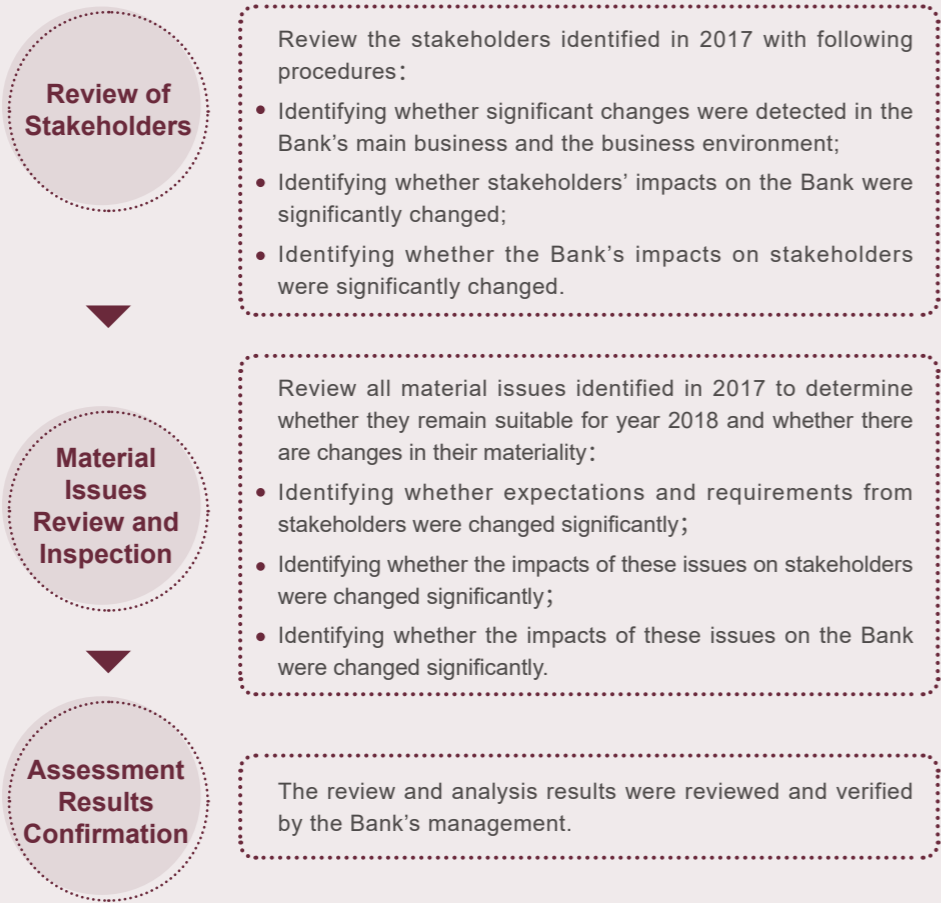 Review of
Stakeholders
Review the stakeholders identified in 2017 with following
procedures：
• Identifying whether significant changes were detected in the
Bank's main business and the business environment;
• Identifying whether stakeholders' impacts on the Bank were
significantly changed;
• Identifying whether the Bank's impacts on stakeholders
were significantly changed.
Material
Issues
Review and
Inspection
Review all material issues identified in 2017 to determine
whether they remain suitable for year 2018 and whether there
are changes in their materiality：
• Identifying whether expectations and requirements from
stakeholders were changed significantly；
• Identifying whether the impacts of these issues on stakeholders
were changed significantly；
• Identifying whether the impacts of these issues on the Bank
were changed significantly.
Assessment
Results
Confirmation
The review and analysis results were reviewed and verified
by the Bank's management.